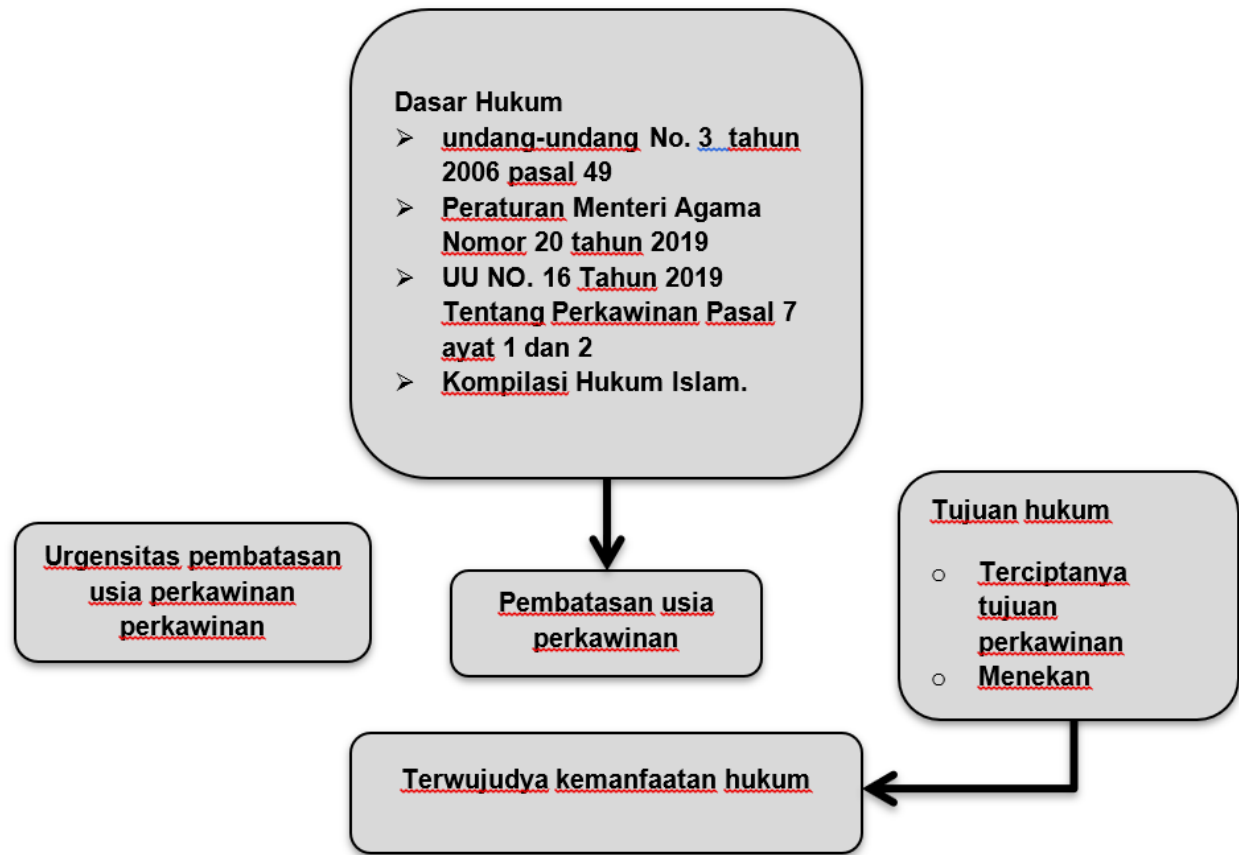 Dasar Hukum
➢ undang-undang No. 3 tahun
2006 pasal 49
➢ Peraturan Menteri Agama
Nomor 20 tahun 2019
➢ UU NO. 16 Tahun 2019
Tentang Perkawinan Pasal 7
ayat 1 dan 2
➢ Kompilasi Hukum Islam.
Urgensitas pembatasan
usia perkawinan
perkawinan
Pembatasan usia
perkawinan
Tujuan hukum
○ Terciptanya
tujuan
perkawinan
○ Menekan
Terwujudya kemanfaatan hukum